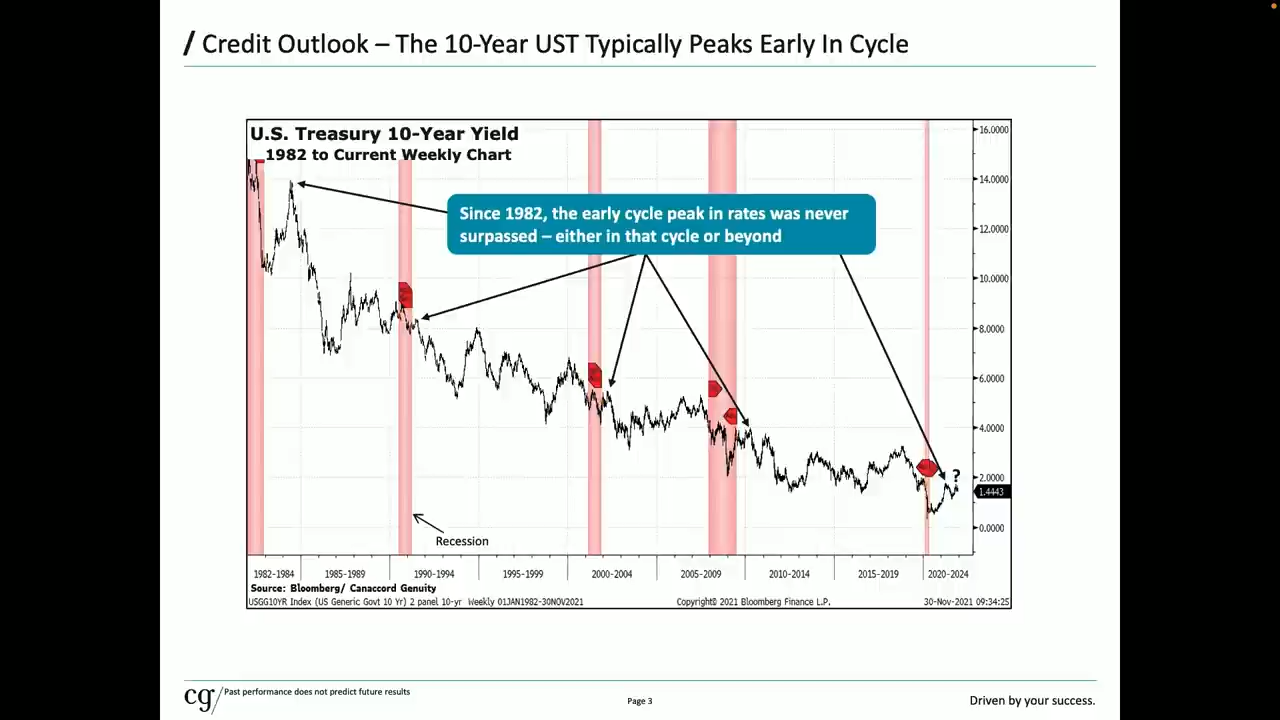 / Credit Outlook – The 10-Year UST Typically Peaks Early In Cycle
U.S. Treasury 10-Year Yield
1982 to Current Weekly Chart
Since 1982, the early cycle peak in rates was never
surpassed – either in that cycle or beyond
16.0000
14.0000
12.0000
10.0000
8.0000
6.0000
4.0000
2.0000
1.4443
0.0000
?
Recession
1982-1984 1985-1989 1990-1994 1995-1999 2000-2004 2005-2009 2010-2014 2015-2019 2020-2024
Source: Bloomberg/ Canaccord Genuity
USGG10YR Index (US Generic Govt 10 Yr) 2 panel 10-yr Weekly 01JAN1982-30NOV2021 Copyright© 2021 Bloomberg Finance L.P. 30-Nov-2021 09:34:25
cg/ Past performance does not predict future results
Page 3
Driven by your success.